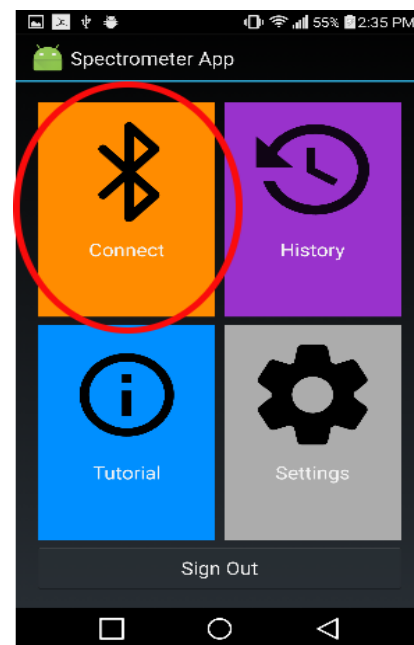 55% 2:35 PM
Spectrometer App
Connect
History
Tutorial
Settings
Sign Out